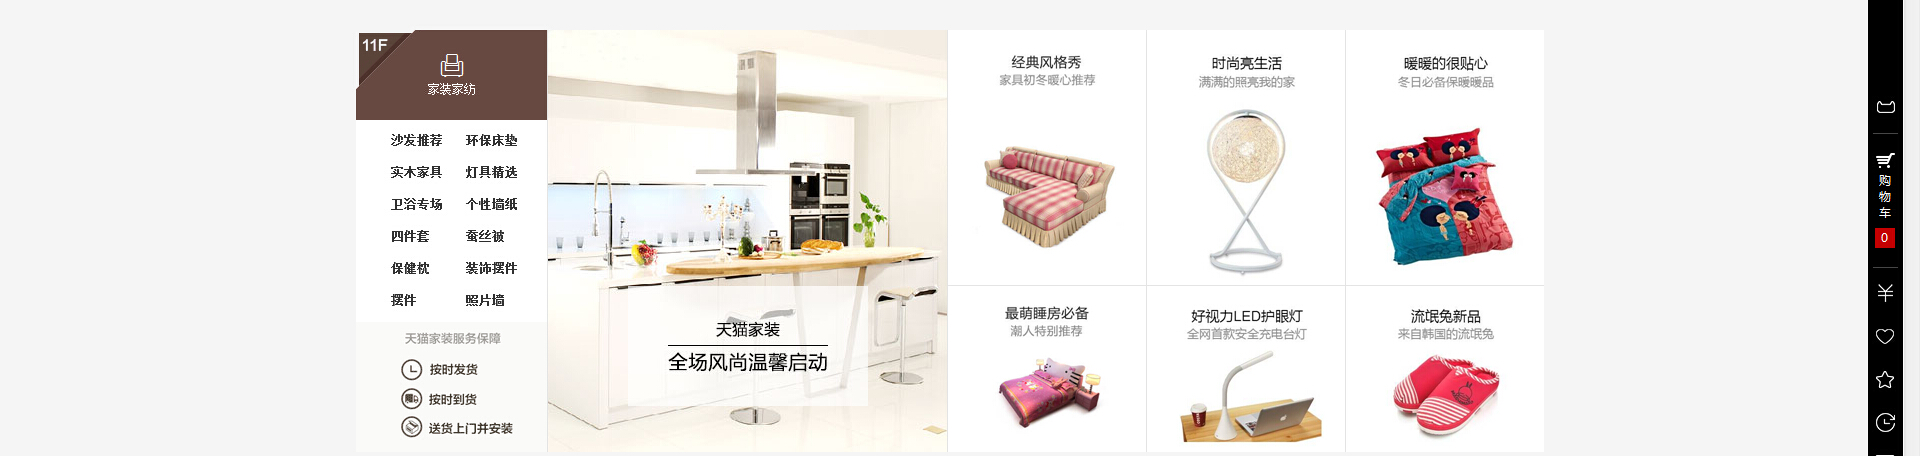 11F
家装家纺
沙发推荐 环保床垫
实木家具 灯具精选
卫浴专场 个性墙纸
四件套 蚕丝被
保健枕 装饰摆件
摆件 照片墙
天猫家装服务保障
按时发货
按时到货
送货上门并安装
天猫家装
全场风尚温馨启动
经典风格秀
家具初冬暖心推荐
时尚亮生活
满满的照亮我的家
暖暖的很贴心
冬日必备保暖暖品
最萌睡房必备
潮人特别推荐
好视力LED护眼灯
全网首款安全充电台灯
流氓兔新品
来自韩国的流氓兔
购
物
车
0